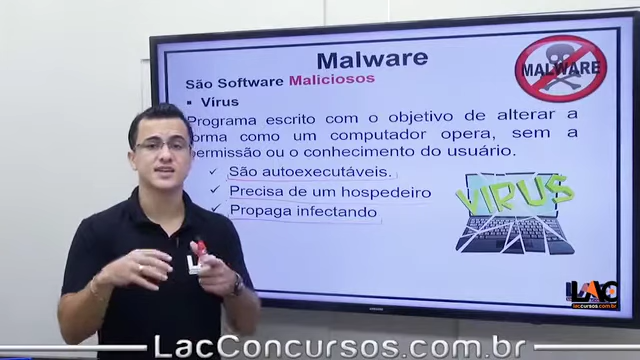 Malware
MALWARE
São Software Maliciosos
▪ Vírus
Programa escrito com o objetivo de alterar a
forma como um computador opera, sem a
permissão ou o conhecimento do usuário.
✓ São autoexecutáveis.
✓ Precisa de um hospedeiro
✓ Propaga infectando
VIRUS
LAC
laccursos.com.br
LacConcursos.com.br